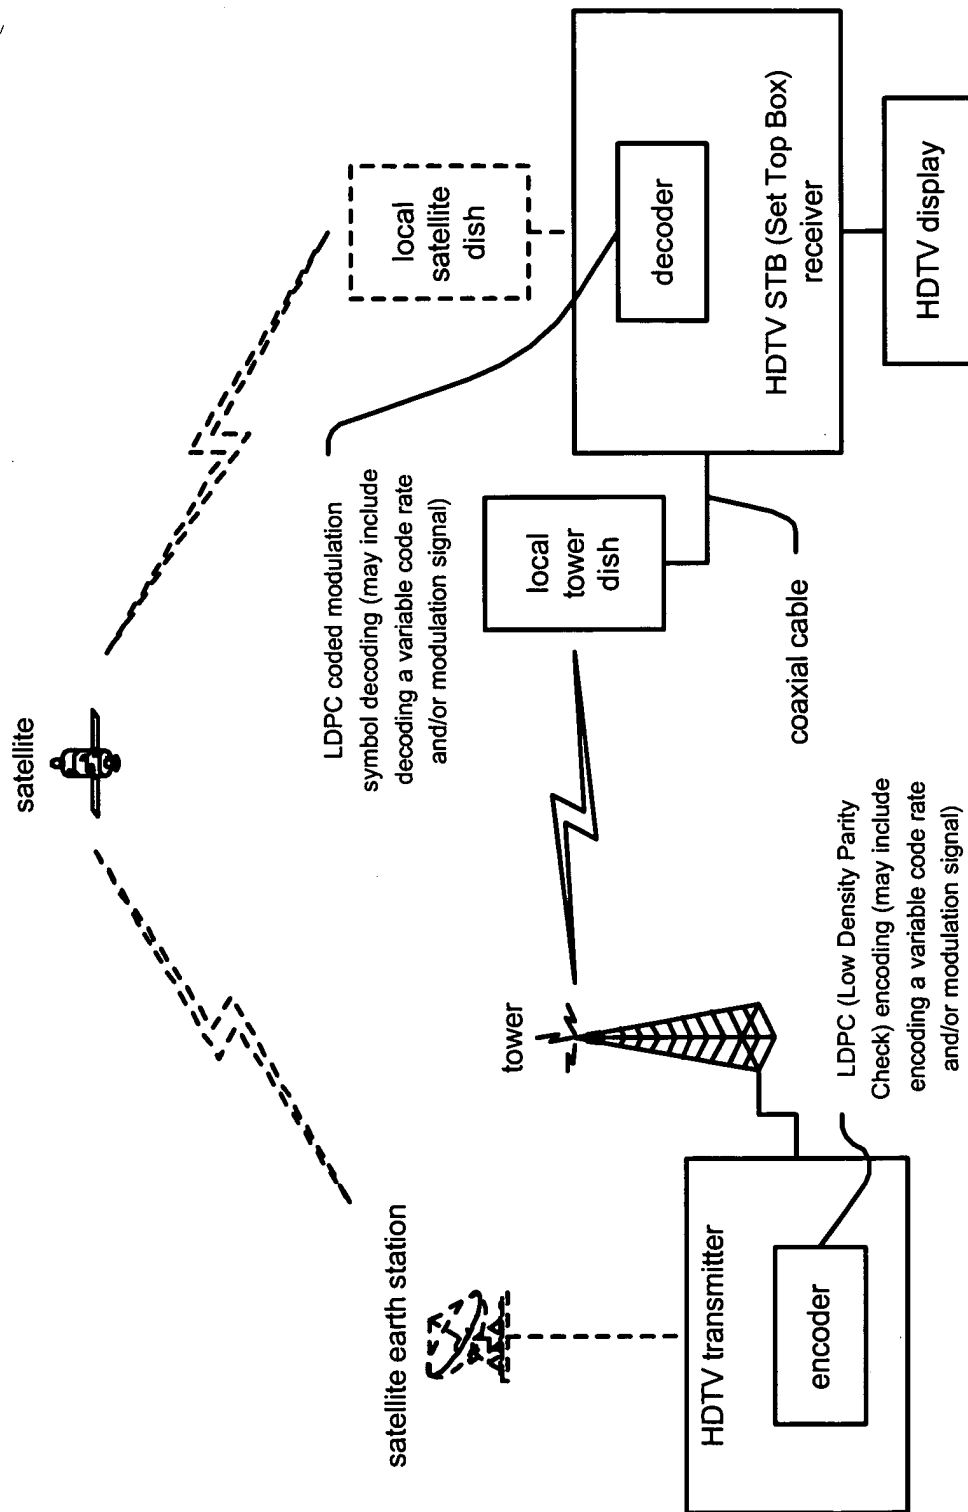 satellite
satellite earth station
local
satellite
dish
LDPC coded modulation
symbol decoding (may include
decoding a variable code rate
and/or modulation signal)
tower
local
tower
dish
decoder
HDTV STB (Set Top Box)
receiver
HDTV transmitter
encoder
LDPC (Low Density Parity
Check) encoding (may include
encoding a variable code rate
and/or modulation signal)
coaxial cable
HDTV display